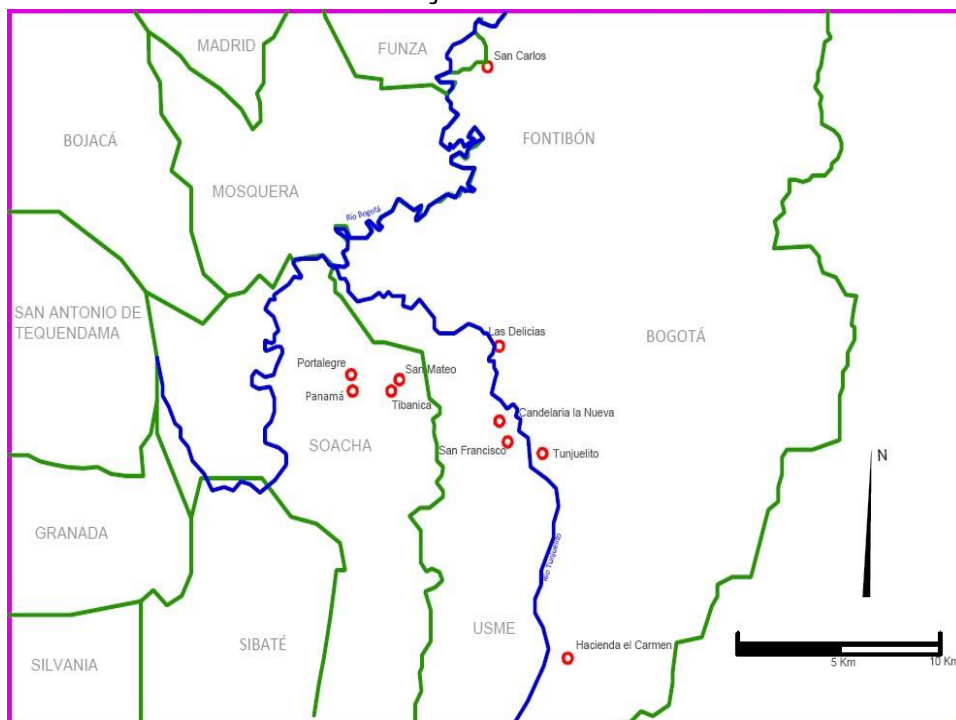 MADRID
FUNZA
San Carlos
BOJACÁ
FONTIBÓN
MOSQUERA
Río Bogotá
SAN ANTONIO DE
TEQUENDAMA
Las Delicias
BOGOTÁ
Portalegre
San Mateo
Panamá
Tibanica
Candelaria la Nueva
SOACHA
San Francisco
Tunjuelito
N
GRANADA
Río Tunjuelito
USME
SIBATÉ
Hacienda el Carmen
SILVANIA
5 Km
10 Km